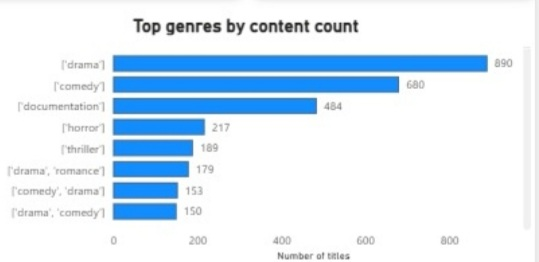 Top genres by content count
['drama'] 890
['comedy'] 680
['documentation'] 484
['horror'] 217
['thriller'] 189
['drama', 'romance'] 179
['comedy', 'drama'] 153
['drama', 'comedy'] 150
0 200 400 600 800
Number of titles